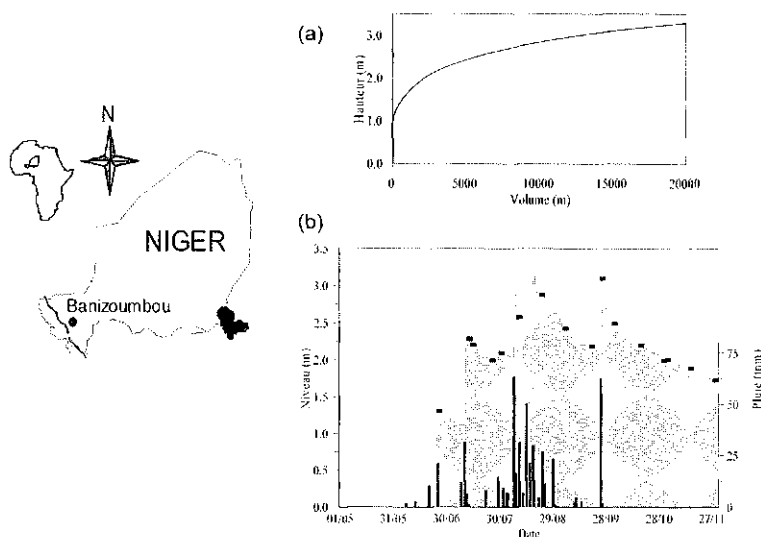 (a)
3.0
2.0
1.0
0.0
Hauteur (m)
0
5000
10000
15000
20000
Volume (m)
N
NIGER
Banizoumbou
(b)
3.5
3.0
2.5
2.0
1.5
1.0
0.5
0.0
Niveau (m)
75
50
25
0
Pluie (mm)
01/05
31/05
30/06
30/07
29/08
28/09
28/10
27/11
Date